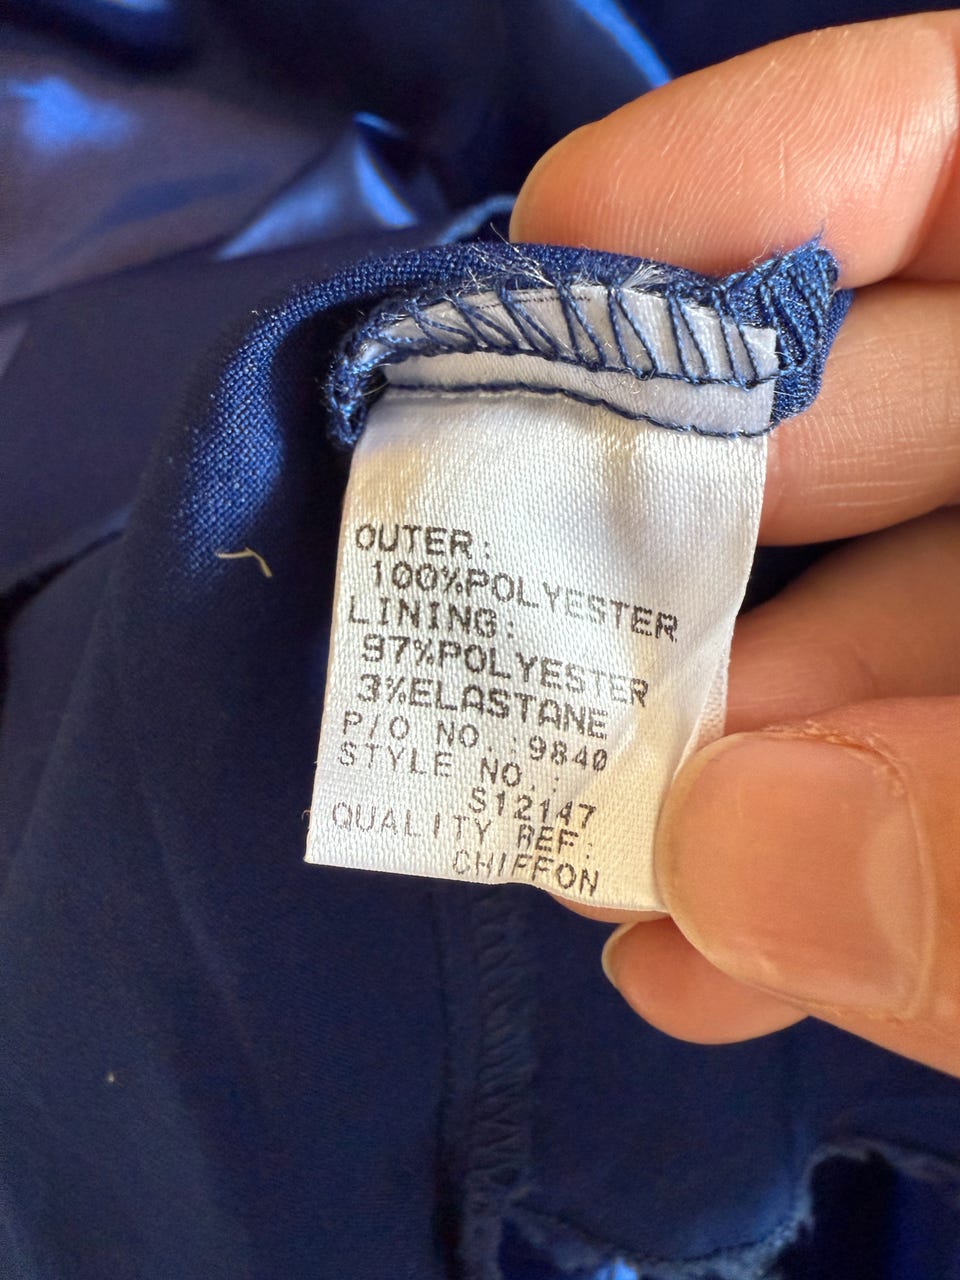 OUTER:
100%POLYESTER
LINING:
97%POLYESTER
3%ELASTANE
P/O NO.:9840
STYLE NO.:
S12147
QUALITY REF:
CHIFFON